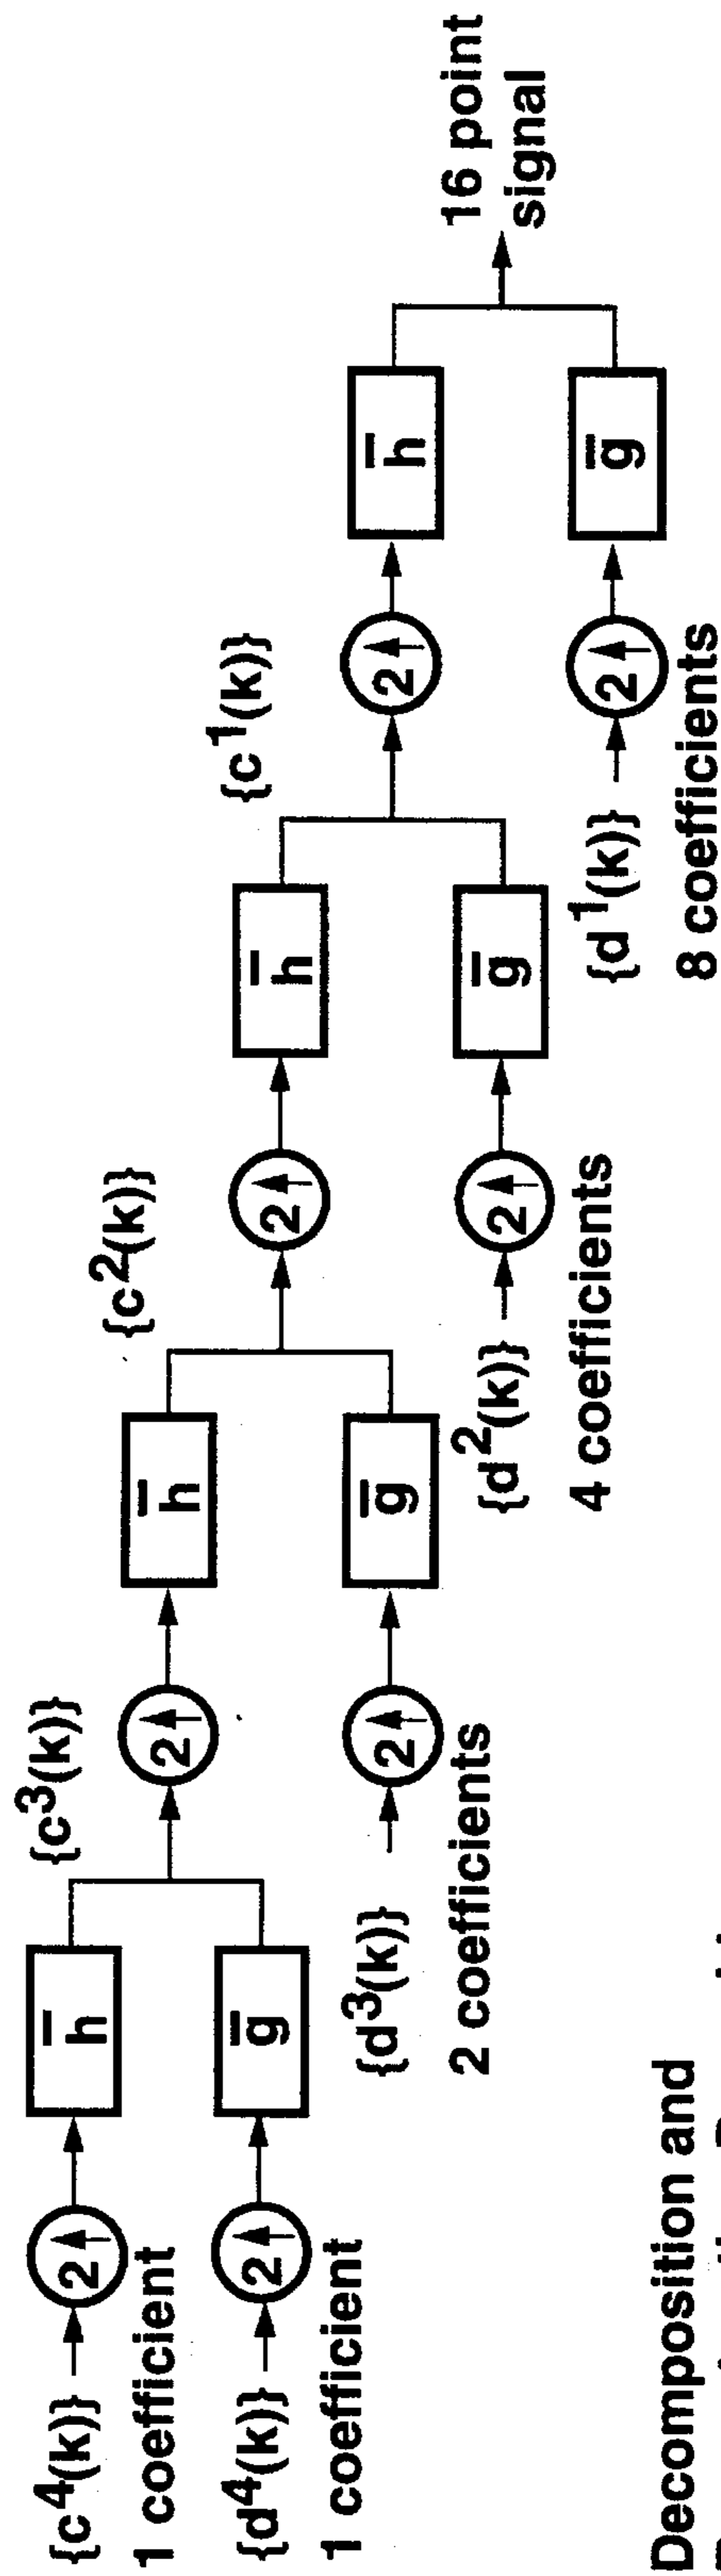 {c⁴(k)}
1 coefficient
2↑
h̅
{d⁴(k)}
1 coefficient
2↑
g̅
{c³(k)}
2↑
h̅
{d³(k)}
2 coefficients
2↑
g̅
{c²(k)}
2↑
h̅
{d²(k)}
4 coefficients
2↑
g̅
{c¹(k)}
2↑
h̅
{d¹(k)}
8 coefficients
2↑
g̅
16 point
signal
Decomposition and